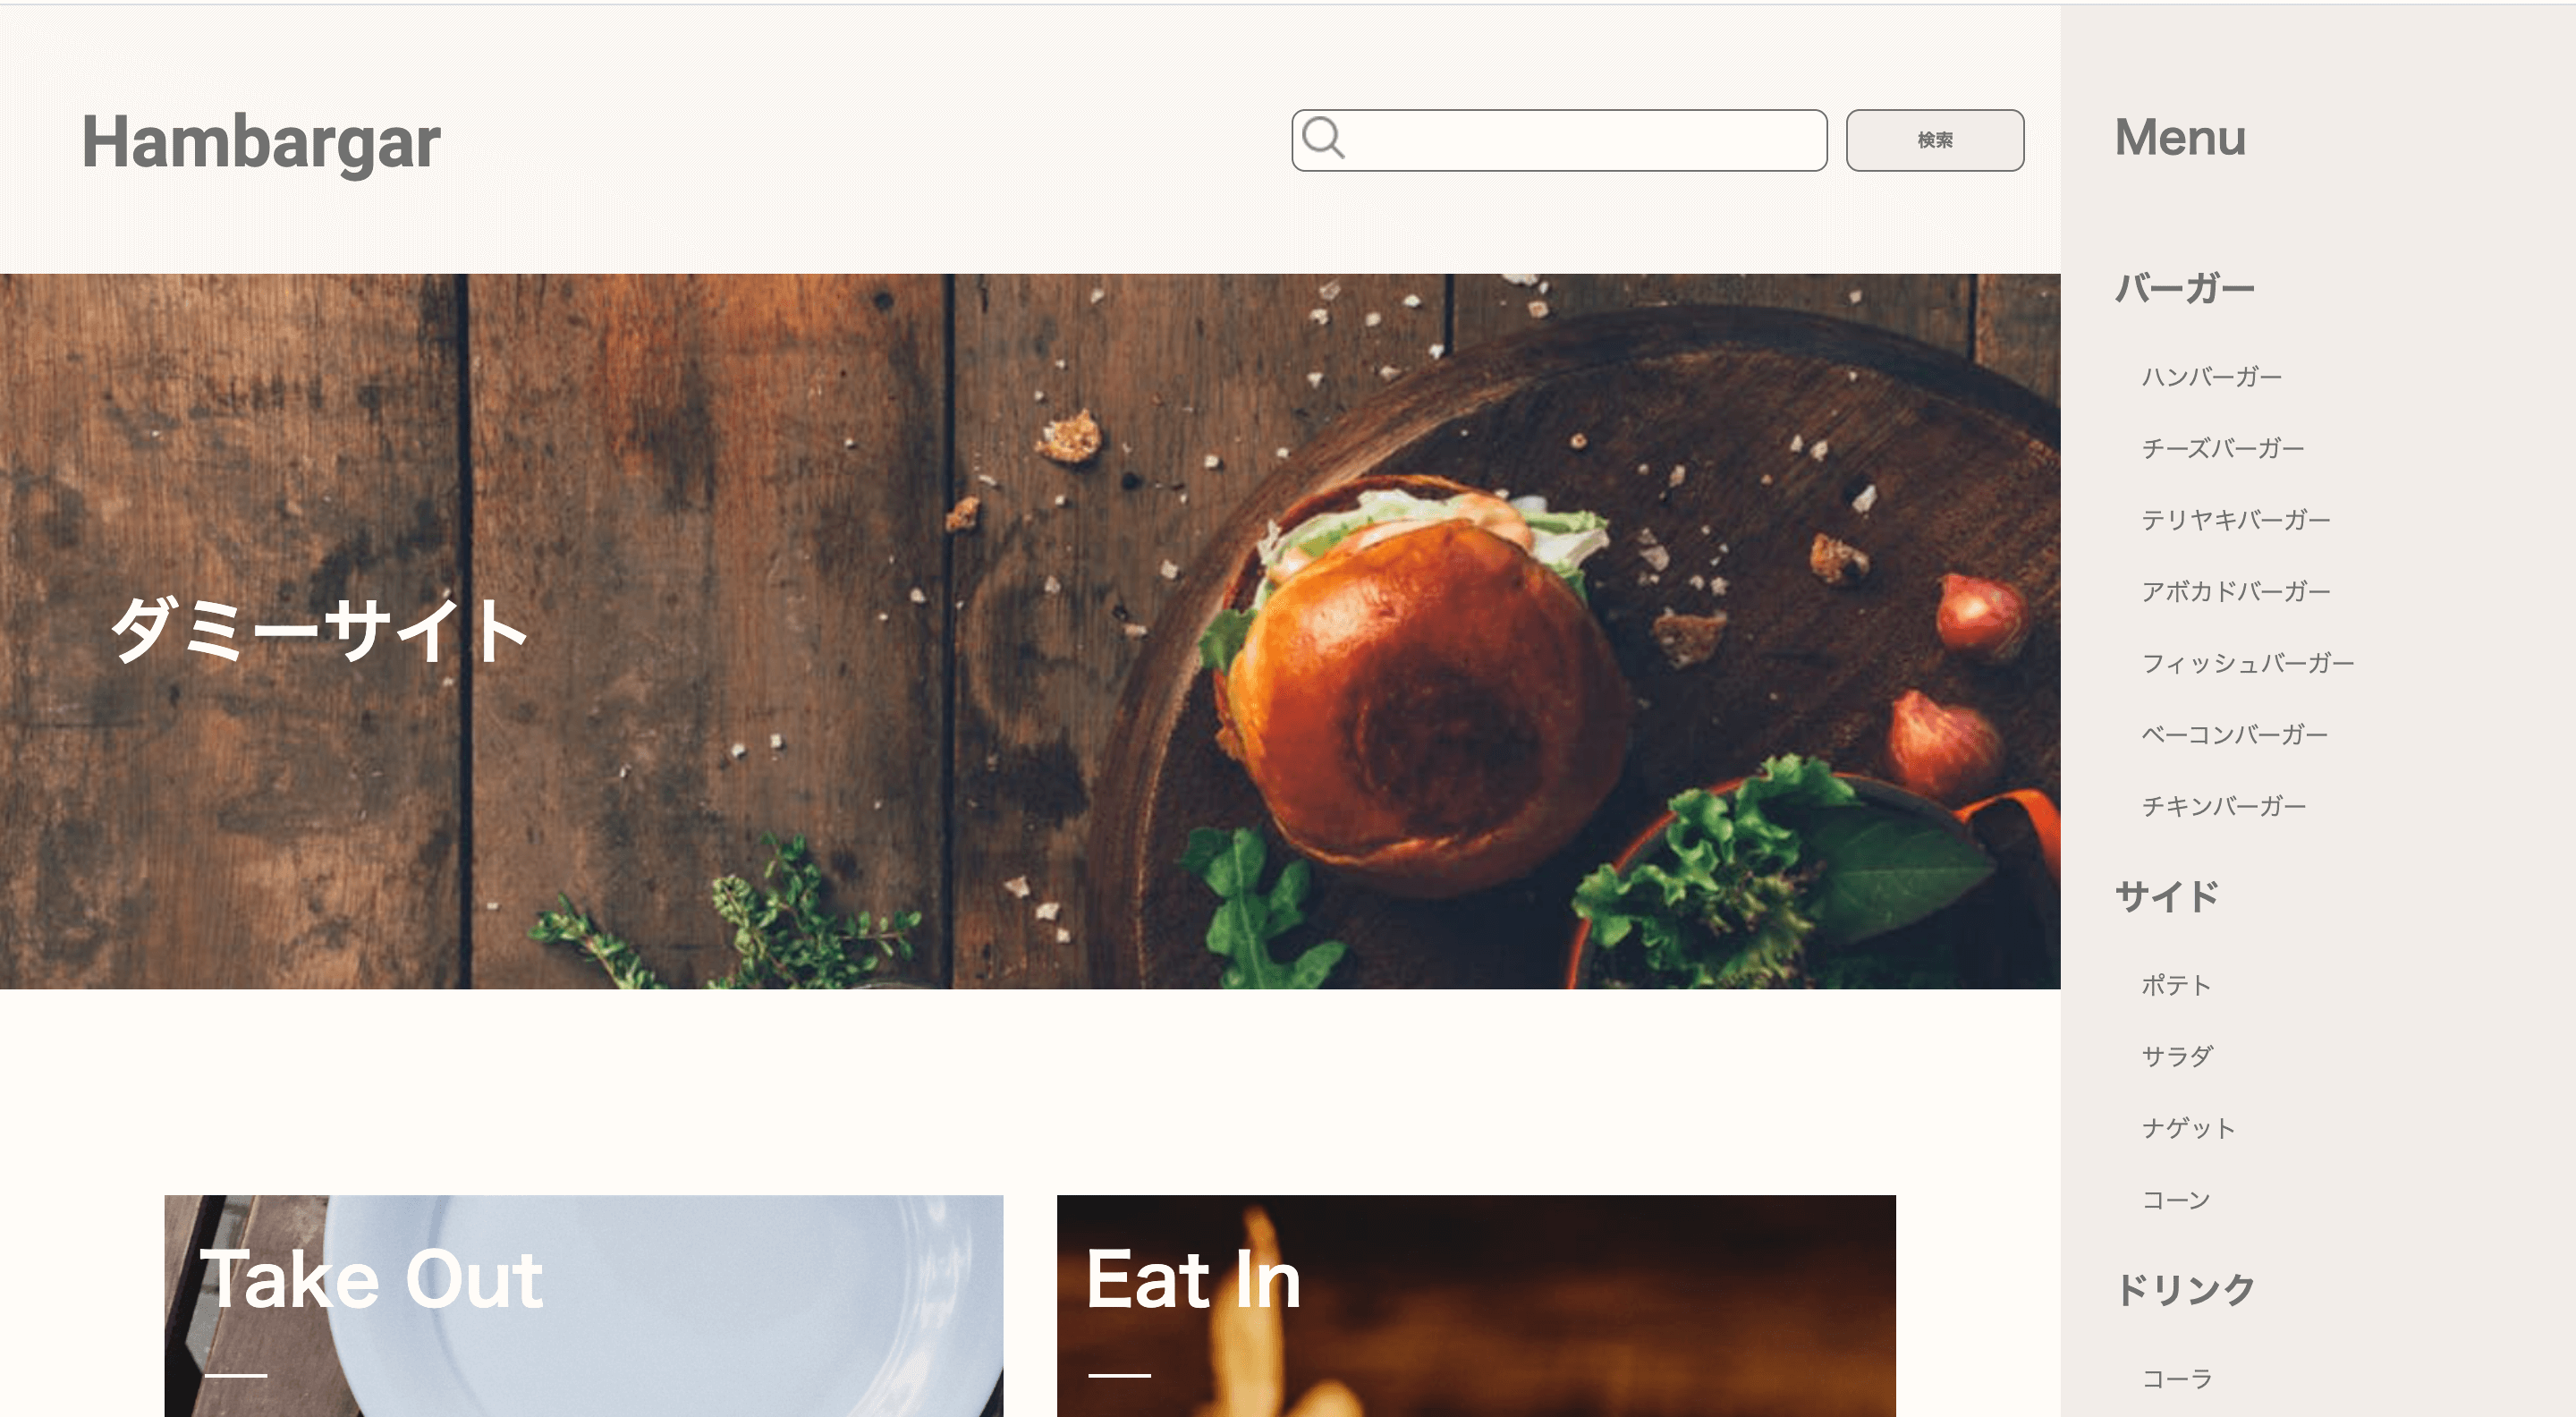 Hambargar
検索
ダミーサイト
Take Out
Eat In
Menu
バーガー
ハンバーガー
チーズバーガー
テリヤキバーガー
アボカドバーガー
フィッシュバーガー
ベーコンバーガー
チキンバーガー
サイド
ポテト
サラダ
ナゲット
コーン
ドリンク
コーラ